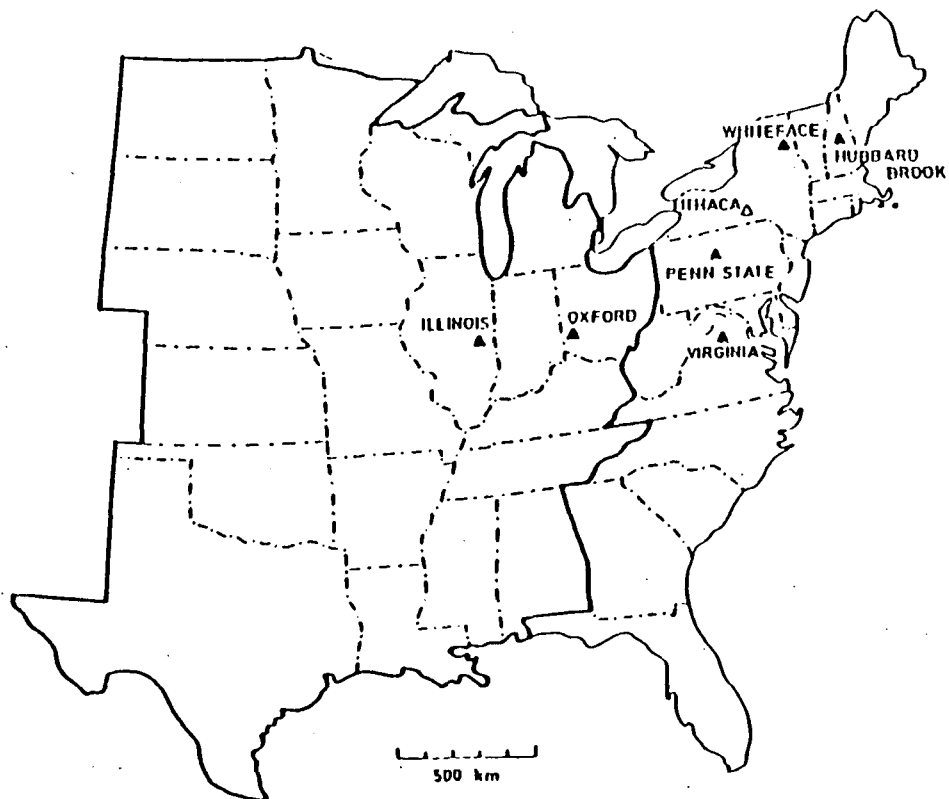 WHITEFACE
HUBBARD
BROOK
ITHACA
PENN STATE
ILLINOIS
OXFORD
VIRGINIA
500 km